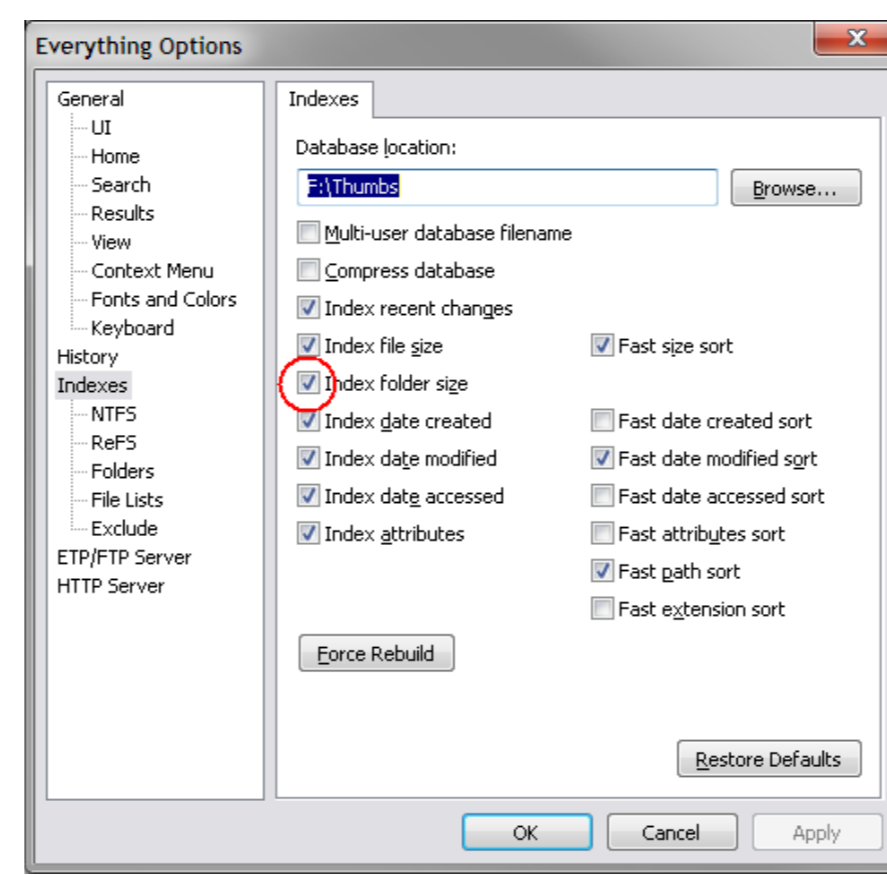 Everything Options
General
UI
Home
Search
Results
View
Context Menu
Fonts and Colors
Keyboard
History
Indexes
NTFS
ReFS
Folders
File Lists
Exclude
ETP/FTP Server
HTTP Server
Indexes
Database location:
F:\Thumbs
Browse...
Multi-user database filename
Compress database
Index recent changes
Index file size
Fast size sort
Index folder size
Index date created
Fast date created sort
Index date modified
Fast date modified sort
Index date accessed
Fast date accessed sort
Index attributes
Fast attributes sort
Fast path sort
Fast extension sort
Force Rebuild
Restore Defaults
OK
Cancel
Apply